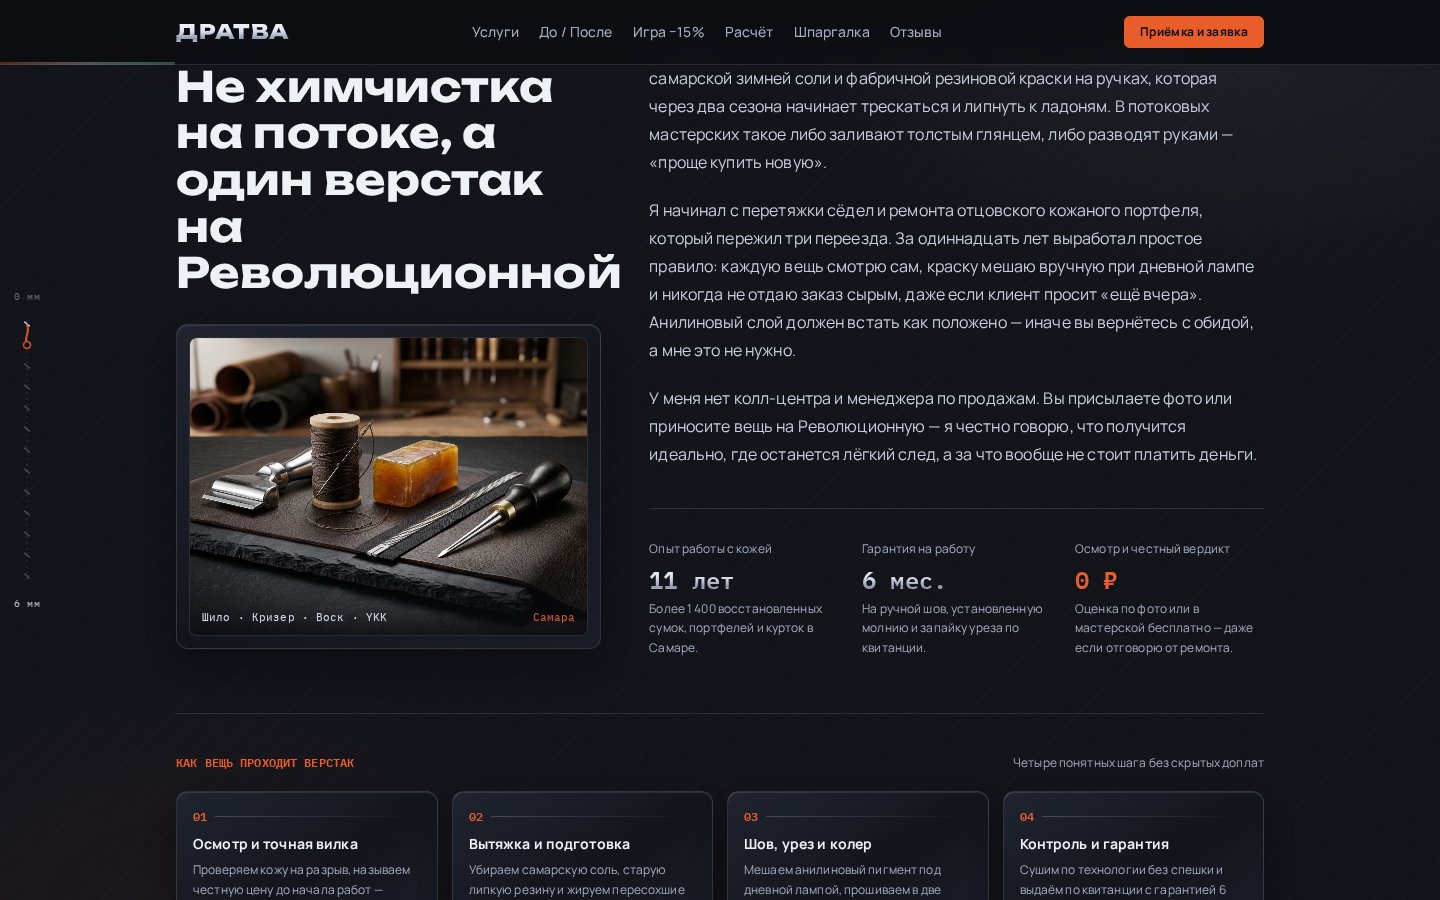 ДРАТВА
Услуги
До / После
Игра −15%
Расчёт
Шпаргалка
Отзывы
Приёмка и заявка
0 мм
6 мм
Не химчистка
на потоке, а
один верстак
на
Революционной
Шило · Кризер · Воск · YKK
Самара
самарской зимней соли и фабричной резиновой краски на ручках, которая
через два сезона начинает трескаться и липнуть к ладоням. В потоковых
мастерских такое либо заливают толстым глянцем, либо разводят руками —
«проще купить новую».
Я начинал с перетяжки сёдел и ремонта отцовского кожаного портфеля,
который пережил три переезда. За одиннадцать лет выработал простое
правило: каждую вещь смотрю сам, краску мешаю вручную при дневной лампе
и никогда не отдаю заказ сырым, даже если клиент просит «ещё вчера».
Анилиновый слой должен встать как положено — иначе вы вернётесь с обидой,
а мне это не нужно.
У меня нет колл-центра и менеджера по продажам. Вы присылаете фото или
приносите вещь на Революционную — я честно говорю, что получится
идеально, где останется лёгкий след, а за что вообще не стоит платить деньги.
Опыт работы с кожей
11 лет
Более 1 400 восстановленных
сумок, портфелей и курток в
Самаре.
Гарантия на работу
6 мес.
На ручной шов, установленную
молнию и запайку уреза по
квитанции.
Осмотр и честный вердикт
0 ₽
Оценка по фото или в
мастерской бесплатно — даже
если отговорю от ремонта.
КАК ВЕЩЬ ПРОХОДИТ ВЕРСТАК
Четыре понятных шага без скрытых доплат
01
Осмотр и точная вилка
Проверяем кожу на разрыв, называем
честную цену до начала работ —
02
Вытяжка и подготовка
Убираем самарскую соль, старую
липкую резину и жируем пересохшие
03
Шов, урез и колер
Мешаем анилиновый пигмент под
дневной лампой, прошиваем в две
04
Контроль и гарантия
Сушим по технологии без спешки и
выдаём по квитанции с гарантией 6